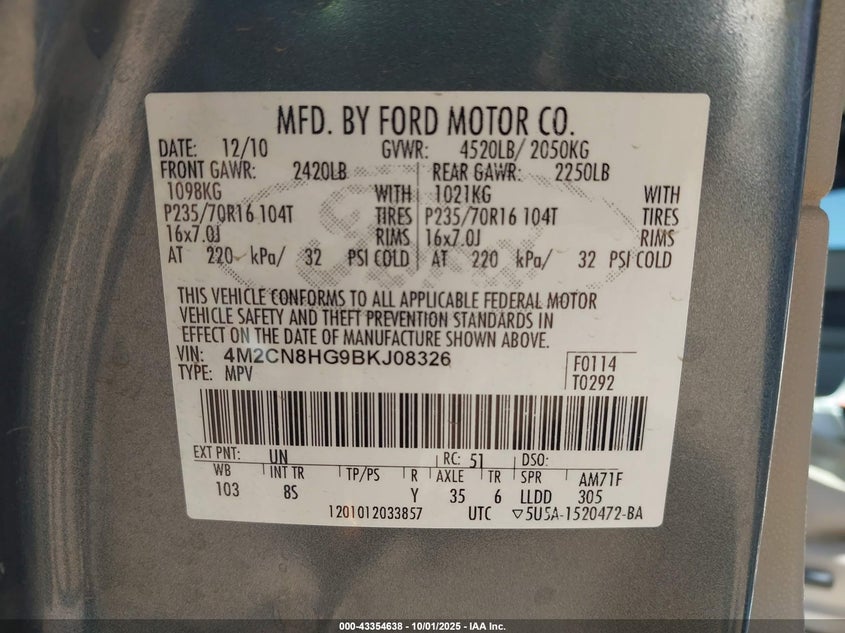 MFD. BY FORD MOTOR CO.
DATE: 12/10 GVWR: 4520LB/ 2050KG
FRONT GAWR: 2420LB REAR GAWR: 2250LB
1098KG WITH 1021KG WITH
P235/70R16 104T TIRES P235/70R16 104T TIRES
16x7.0J RIMS 16x7.0J RIMS
AT 220 kPa/ 32 PSI COLD AT 220 kPa/ 32 PSI COLD
THIS VEHICLE CONFORMS TO ALL APPLICABLE FEDERAL MOTOR
VEHICLE SAFETY AND THEFT PREVENTION STANDARDS IN
EFFECT ON THE DATE OF MANUFACTURE SHOWN ABOVE.
VIN: 4M2CN8HG9BKJ08326 F0114
TYPE: MPV T0292
EXT PNT: UN RC: 51 DSO:
WB INT TR TP/PS R AXLE TR SPR AM71F
103 8S Y 35 6 LLDD 305
1201012033857 UTC ▽5U5A-1520472-BA
000-43354638 - 10/01/2025 - IAA Inc.